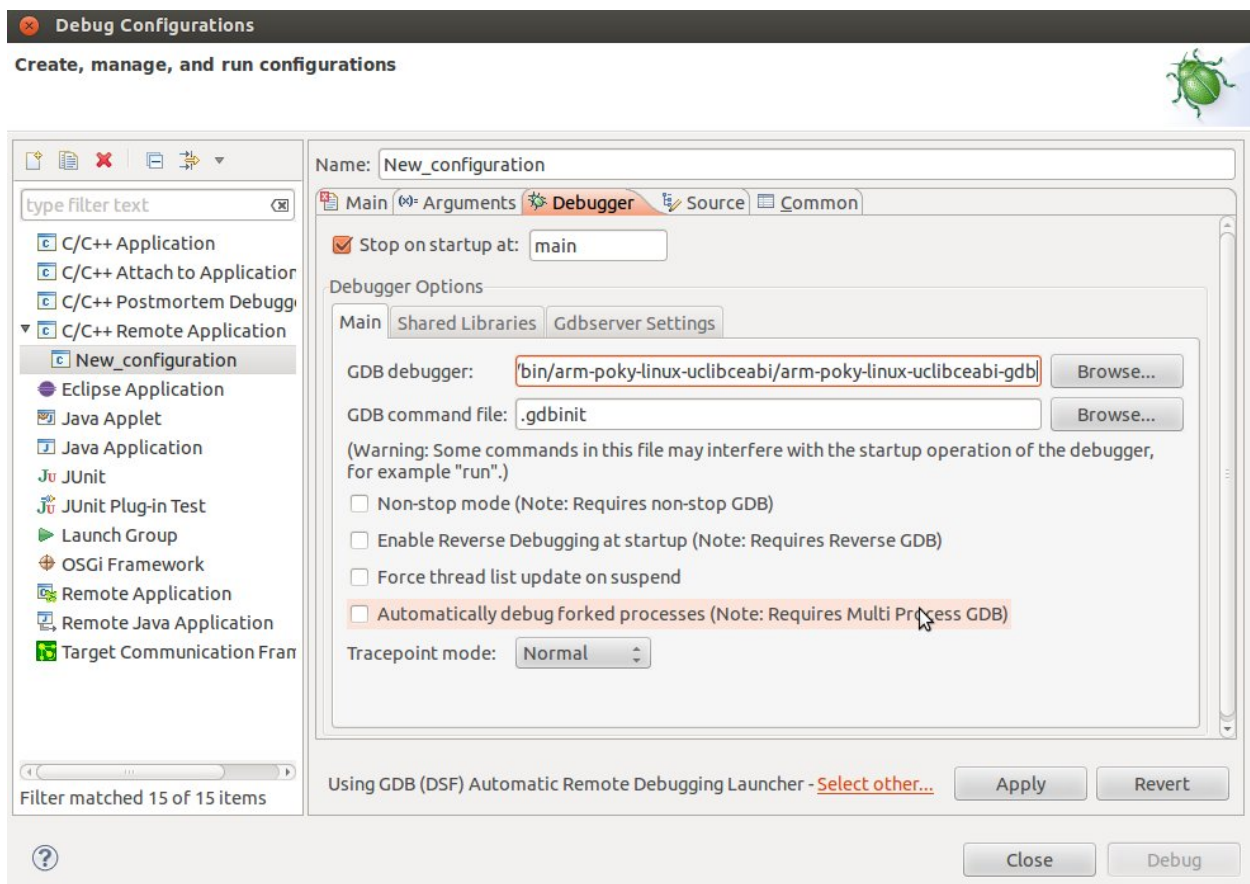 Debug Configurations
Create, manage, and run configurations
type filter text
C/C++ Application
C/C++ Attach to Application
C/C++ Postmortem Debugg
C/C++ Remote Application
New_configuration
Eclipse Application
Java Applet
Java Application
JUnit
JUnit Plug-in Test
Launch Group
OSGi Framework
Remote Application
Remote Java Application
Target Communication Fram
Filter matched 15 of 15 items
Name: New_configuration
Main (x)= Arguments Debugger Source Common
Stop on startup at: main
Debugger Options
Main Shared Libraries Gdbserver Settings
GDB debugger: /bin/arm-poky-linux-uclibceabi/arm-poky-linux-uclibceabi-gdb Browse...
GDB command file: .gdbinit Browse...
(Warning: Some commands in this file may interfere with the startup operation of the debugger,
for example "run".)
Non-stop mode (Note: Requires non-stop GDB)
Enable Reverse Debugging at startup (Note: Requires Reverse GDB)
Force thread list update on suspend
Automatically debug forked processes (Note: Requires Multi Process GDB)
Tracepoint mode: Normal
Using GDB (DSF) Automatic Remote Debugging Launcher - Select other... Apply Revert
? Close Debug